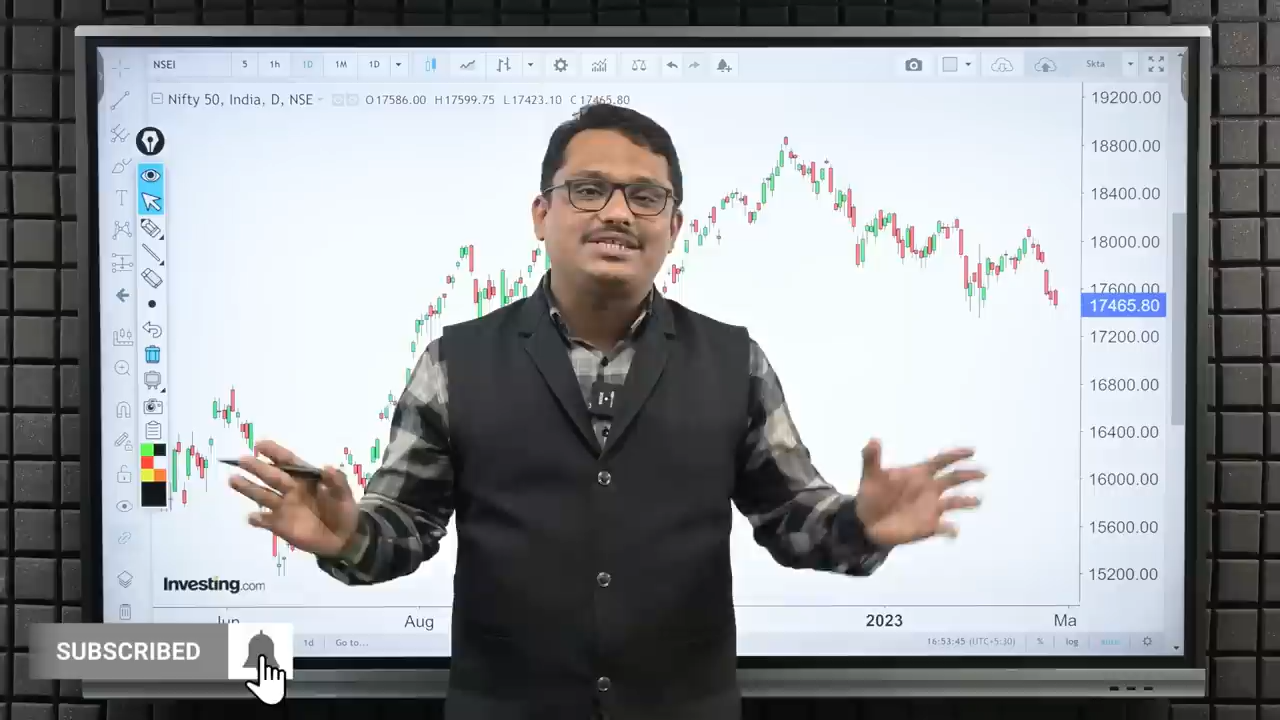 NSEI 5 1h 1D 1M 1D Skta
Nifty 50, India, D, NSE O17586.00 H17599.75 L17423.10 C17465.80
19200.00
18800.00
18400.00
18000.00
17600.00
17465.80
17200.00
16800.00
16400.00
16000.00
15600.00
15200.00
T
Investing.com
Jun Aug 2023 Ma
1d Go to... 16:53:45 (UTC+5:30) % log auto
SUBSCRIBED